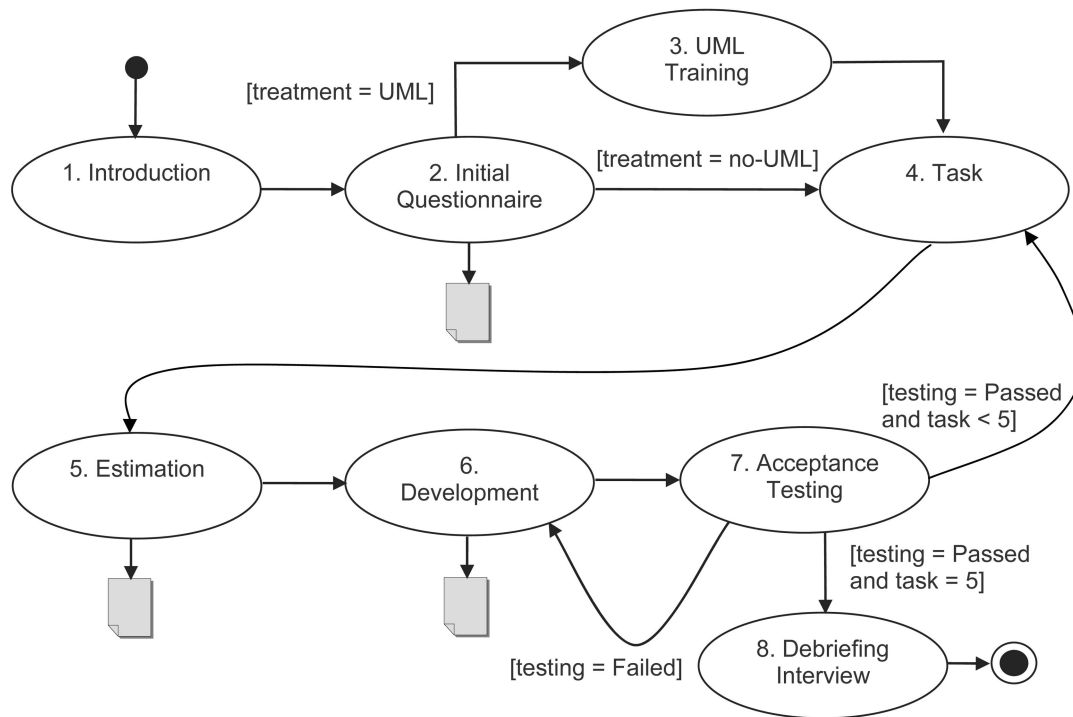 3. UML
Training
[treatment = UML]
1. Introduction
2. Initial
Questionnaire
[treatment = no-UML]
4. Task
[testing = Passed
and task < 5]
5. Estimation
6.
Development
7. Acceptance
Testing
[testing = Passed
and task = 5]
[testing = Failed]
8. Debriefing
Interview